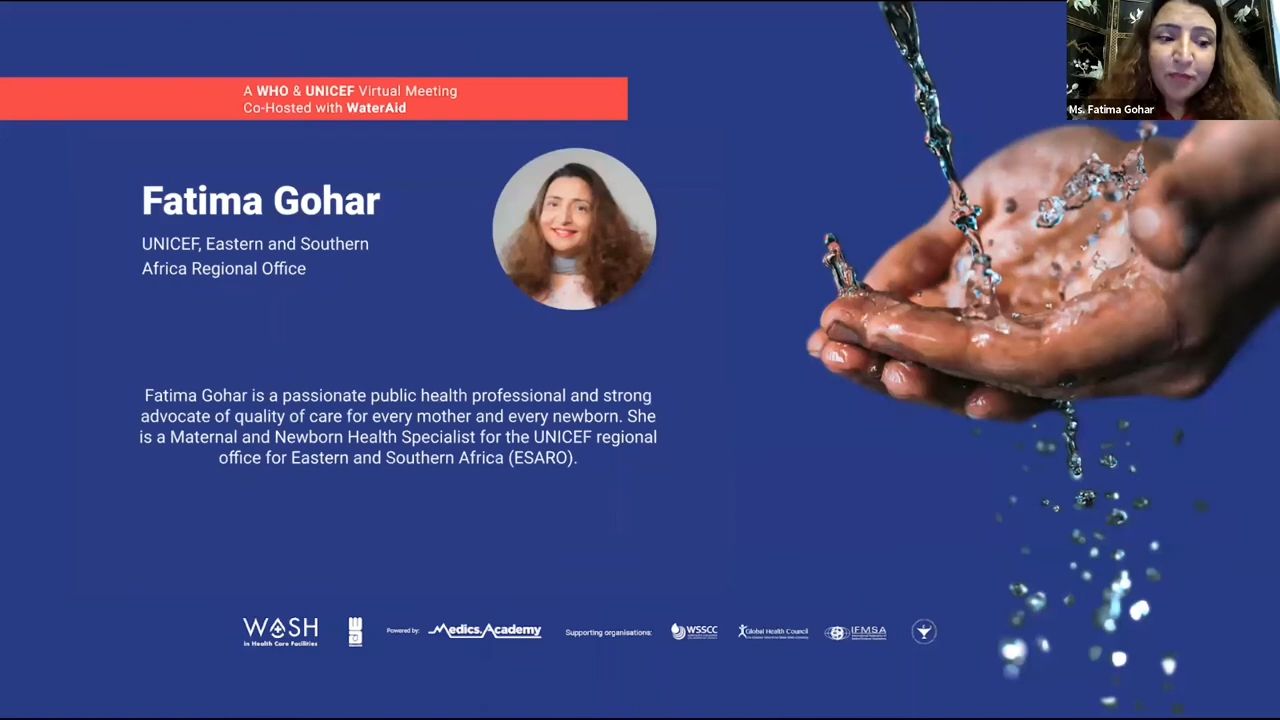 A WHO & UNICEF Virtual Meeting
Co-Hosted with WaterAid
Ms. Fatima Gohar
Fatima Gohar
UNICEF, Eastern and Southern
Africa Regional Office
Fatima Gohar is a passionate public health professional and strong
advocate of quality of care for every mother and every newborn. She
is a Maternal and Newborn Health Specialist for the UNICEF regional
office for Eastern and Southern Africa (ESARO).
WASH
in Health Care Facilities
Powered by:
Medics.Academy
Supporting organisations:
WSSCC
Global Health Council
IFMSA